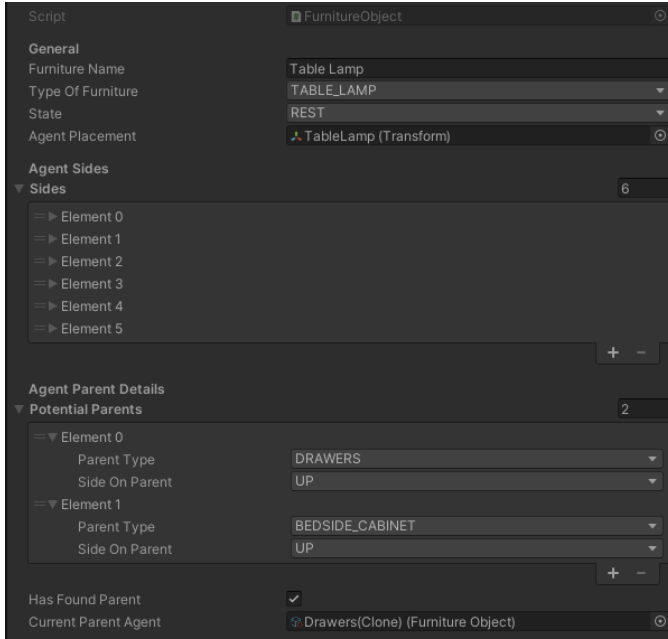 Script FurnitureObject
General
Furniture Name Table Lamp
Type Of Furniture TABLE_LAMP
State REST
Agent Placement TableLamp (Transform)
Agent Sides
Sides 6
Element 0
Element 1
Element 2
Element 3
Element 4
Element 5
+ −
Agent Parent Details
Potential Parents 2
Element 0
Parent Type DRAWERS
Side On Parent UP
Element 1
Parent Type BEDSIDE_CABINET
Side On Parent UP
+ −
Has Found Parent
Current Parent Agent Drawers(Clone) (Furniture Object)